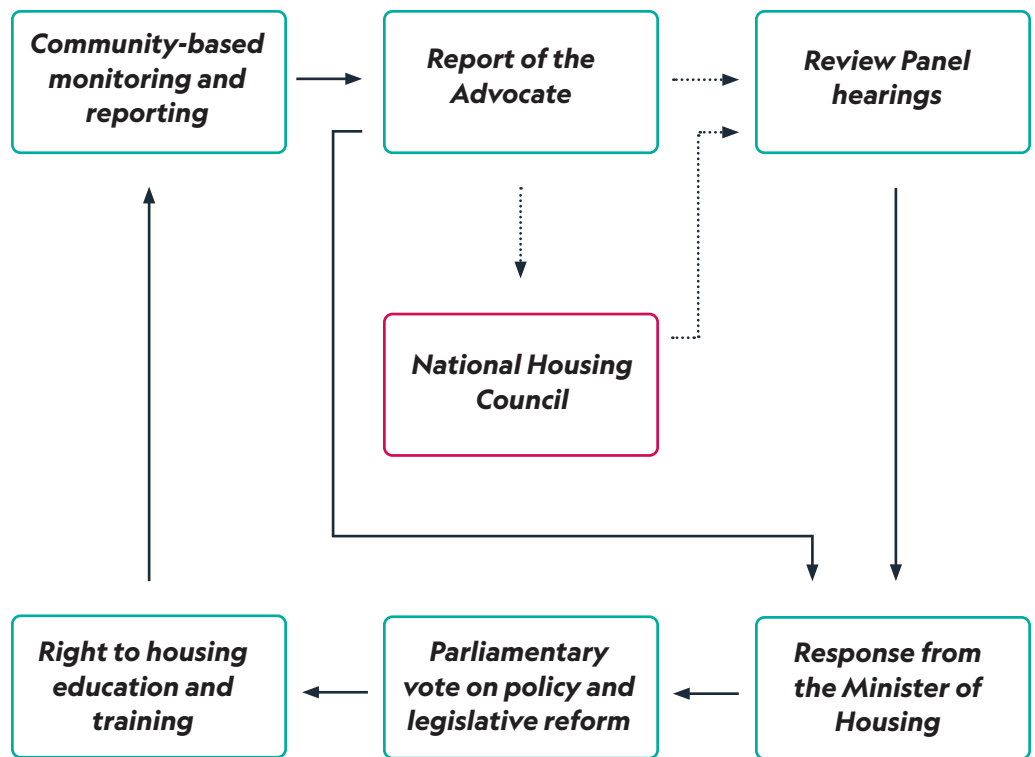 Community-based
monitoring and
reporting
Report of the
Advocate
Review Panel
hearings
National Housing
Council
Right to housing
education and
training
Parliamentary
vote on policy and
legislative reform
Response from
the Minister of
Housing